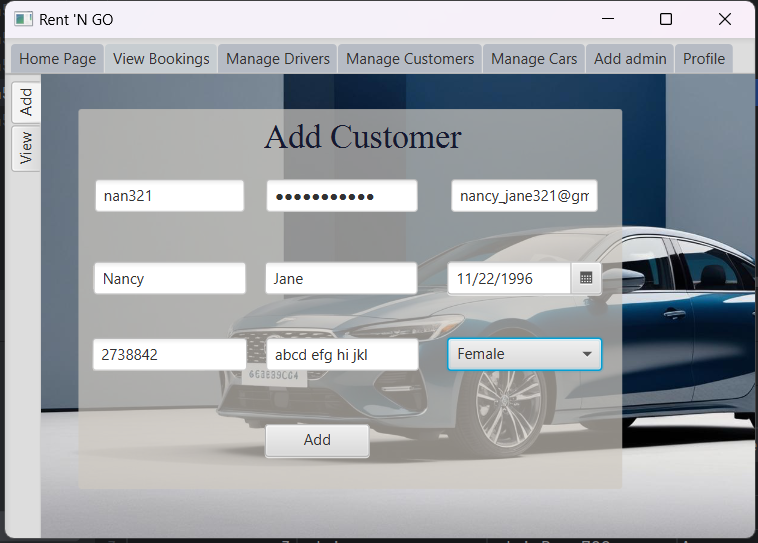 Rent 'N GO
Home Page View Bookings Manage Drivers Manage Customers Manage Cars Add admin Profile
Add
View
Add Customer
nan321 ●●●●●●●●●●● nancy_jane321@gm
Nancy Jane 11/22/1996
2738842 abcd efg hi jkl Female
Add